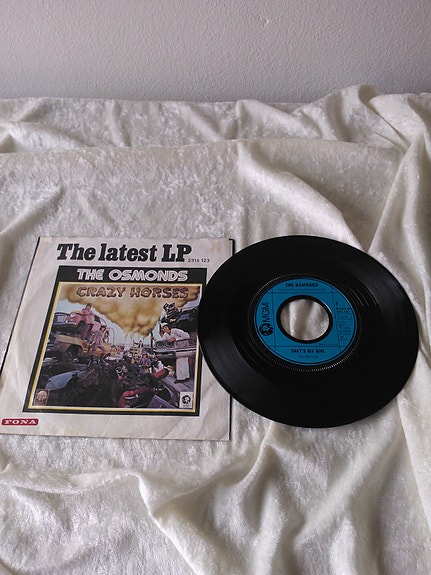 The latest LP 2315 123
THE OSMONDS
CRAZY HORSES
FONA
THE OSMONDS
MGM
THAT'S MY GIRL